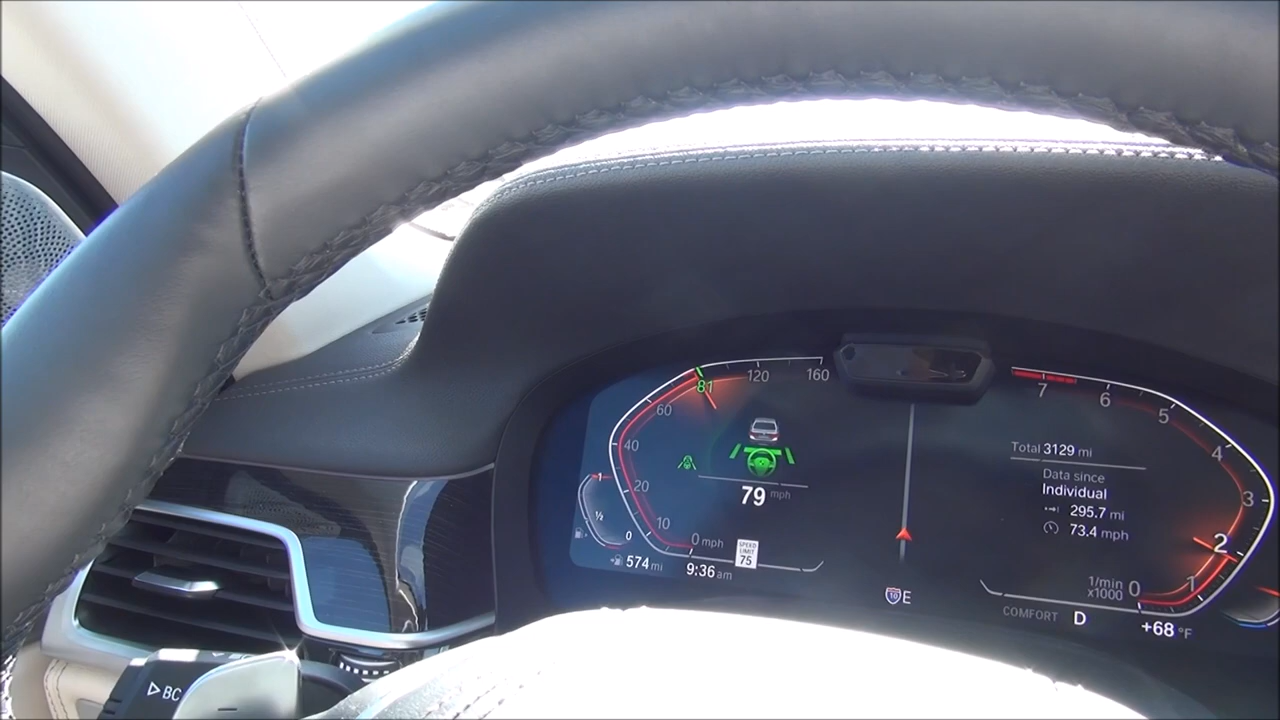 81
120
160
60
40
20
10
0 mph
1
½
0
79 mph
SPEED
LIMIT
75
574 mi
9:36 am
10 E
7
6
5
4
3
2
1
0
1/min
x1000
Total 3129 mi
Data since
Individual
295.7 mi
73.4 mph
COMFORT D
+68 °F
BC